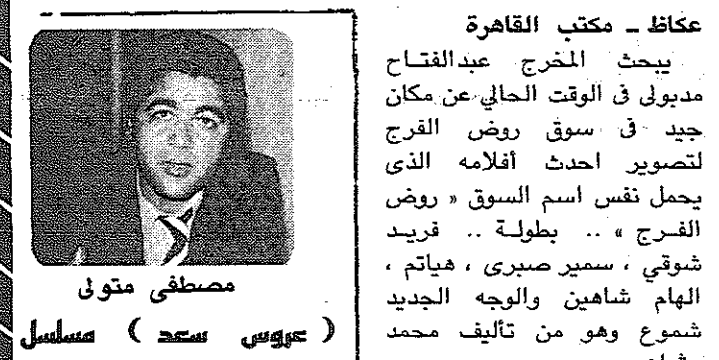 عكاظ ـ مكتب القاهرة
يبحث المخرج عبدالفتاح
مدبولى فى الوقت الحالي عن مكان
جيد فى سوق روض الفرج
لتصوير احدث أفلامه الذى
يحمل نفس اسم السوق « روض
الفرج » .. بطولة .. فريد
شوقي ، سمير صبرى ، هياتم ،
الهام شاهين والوجه الجديد
شموع وهو من تأليف محمد
مصطفى متولى
( عروس سعد ) مسلسل